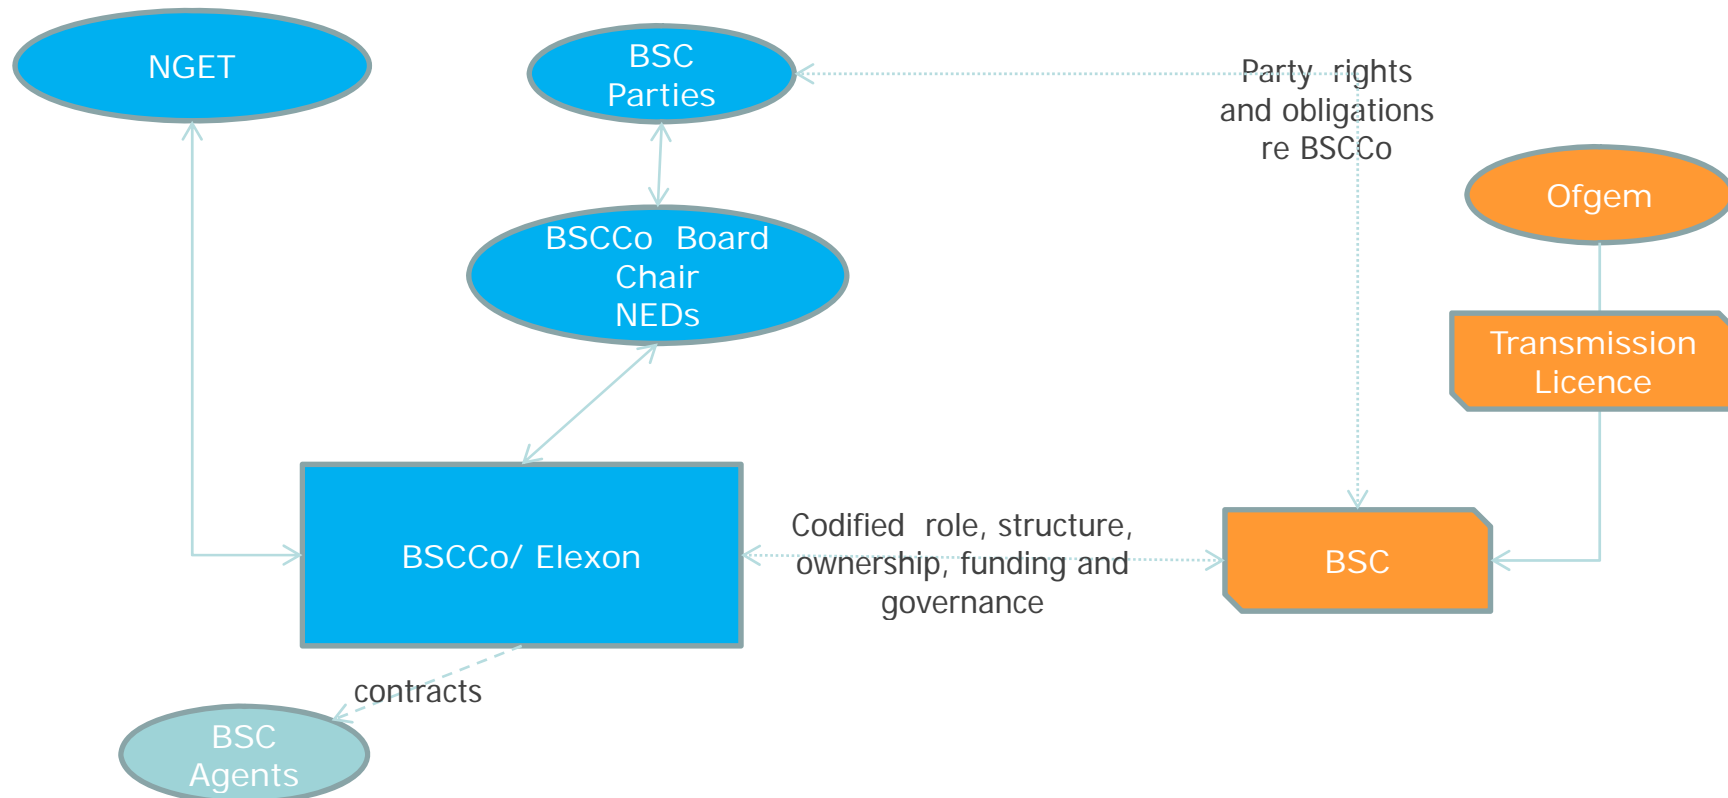 NGET
BSC
Parties
Party rights
and obligations
re BSCCo
Ofgem
BSCCo Board
Chair
NEDs
Transmission
Licence
Codified role, structure,
ownership, funding and
governance
BSCCo/ Elexon
BSC
contracts
BSC
Agents